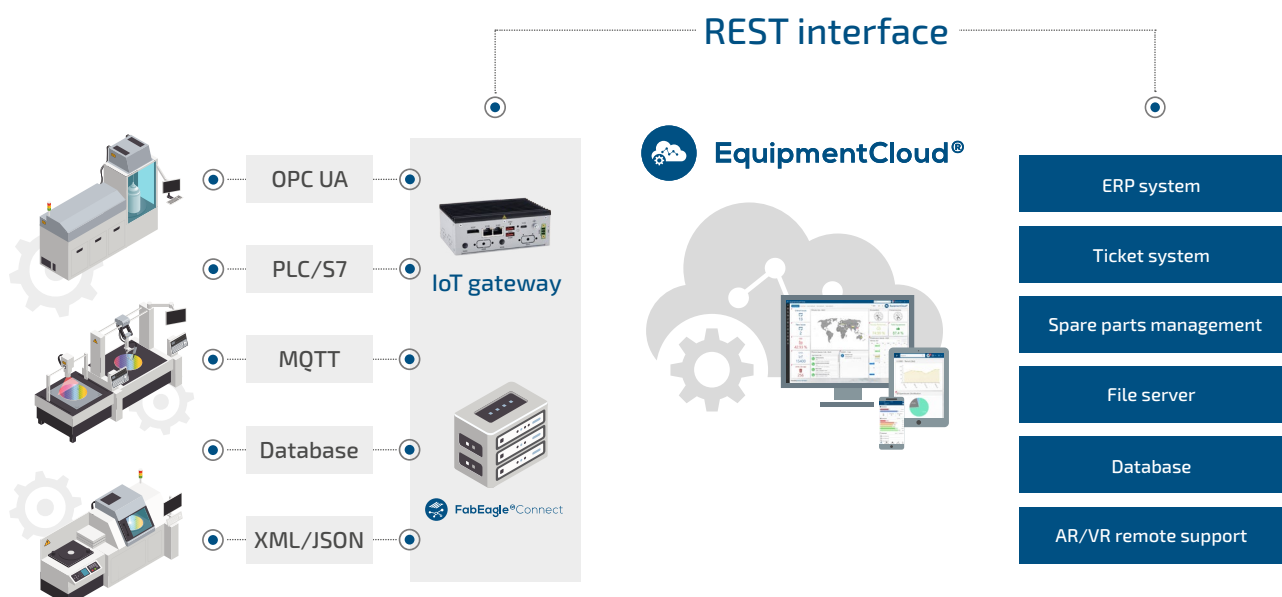 REST interface
EquipmentCloud®
OPC UA
PLC/S7
MQTT
Database
XML/JSON
IoT gateway
FabEagle®Connect
ERP system
Ticket system
Spare parts management
File server
Database
AR/VR remote support